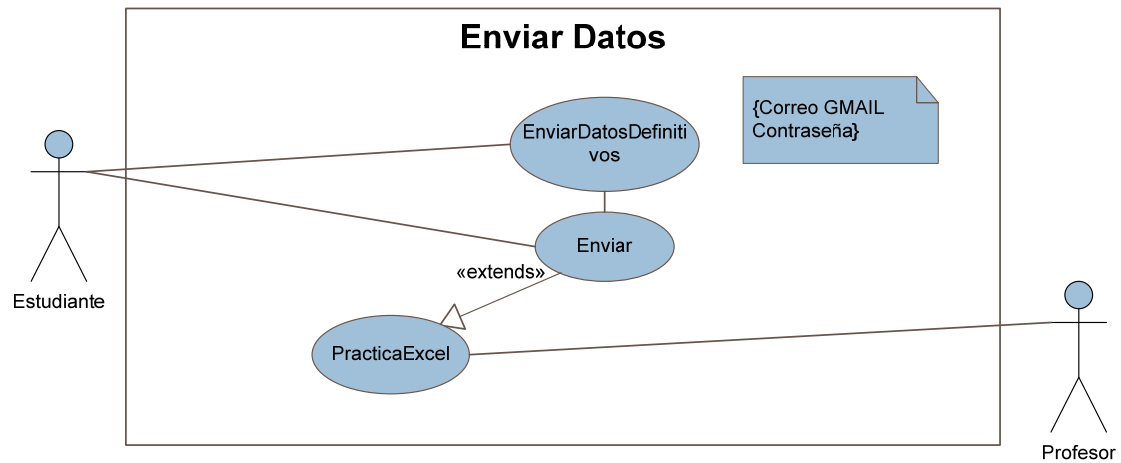 Enviar Datos
{Correo GMAIL
Contraseña}
EnviarDatosDefiniti
vos
Enviar
«extends»
Estudiante
PracticaExcel
Profesor